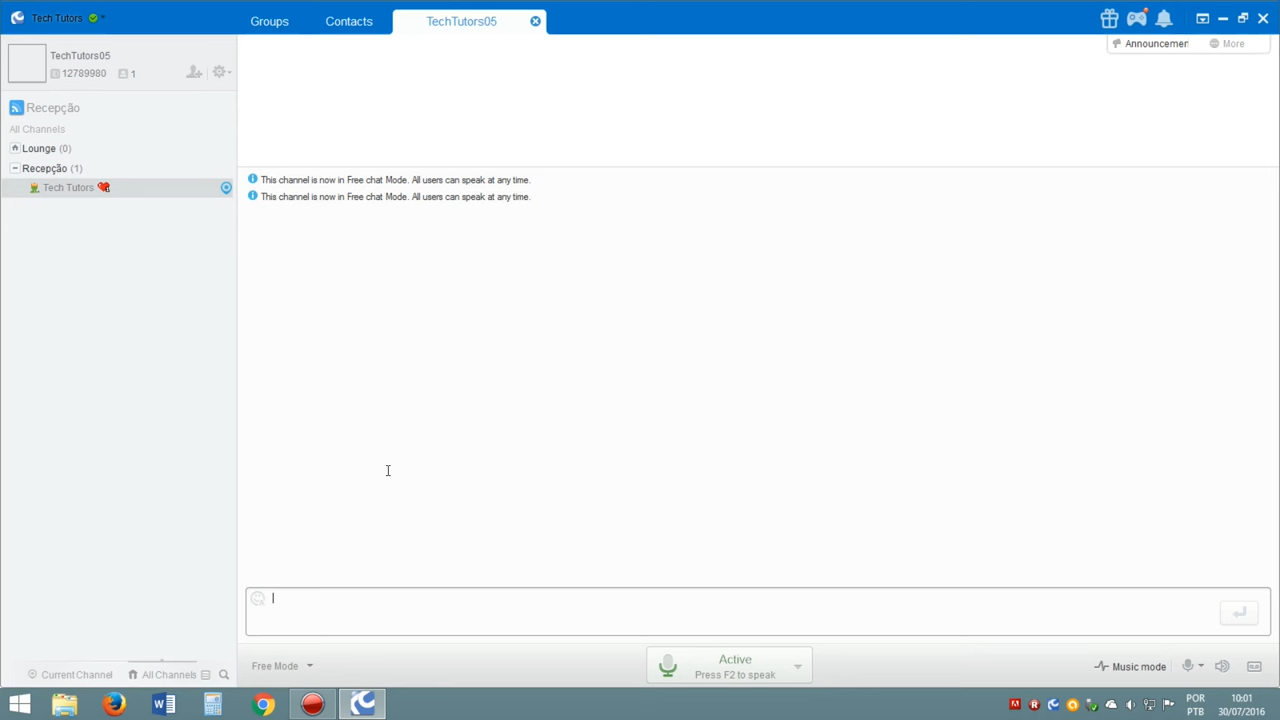 Tech Tutors
Groups
Contacts
TechTutors05
TechTutors05
12789980 1
Announcemen
More
Recepção
All Channels
Lounge (0)
Recepção (1)
Tech Tutors
This channel is now in Free chat Mode. All users can speak at any time.
This channel is now in Free chat Mode. All users can speak at any time.
Current Channel
All Channels
Free Mode
Active
Press F2 to speak
Music mode
POR
PTB
10:01
30/07/2016